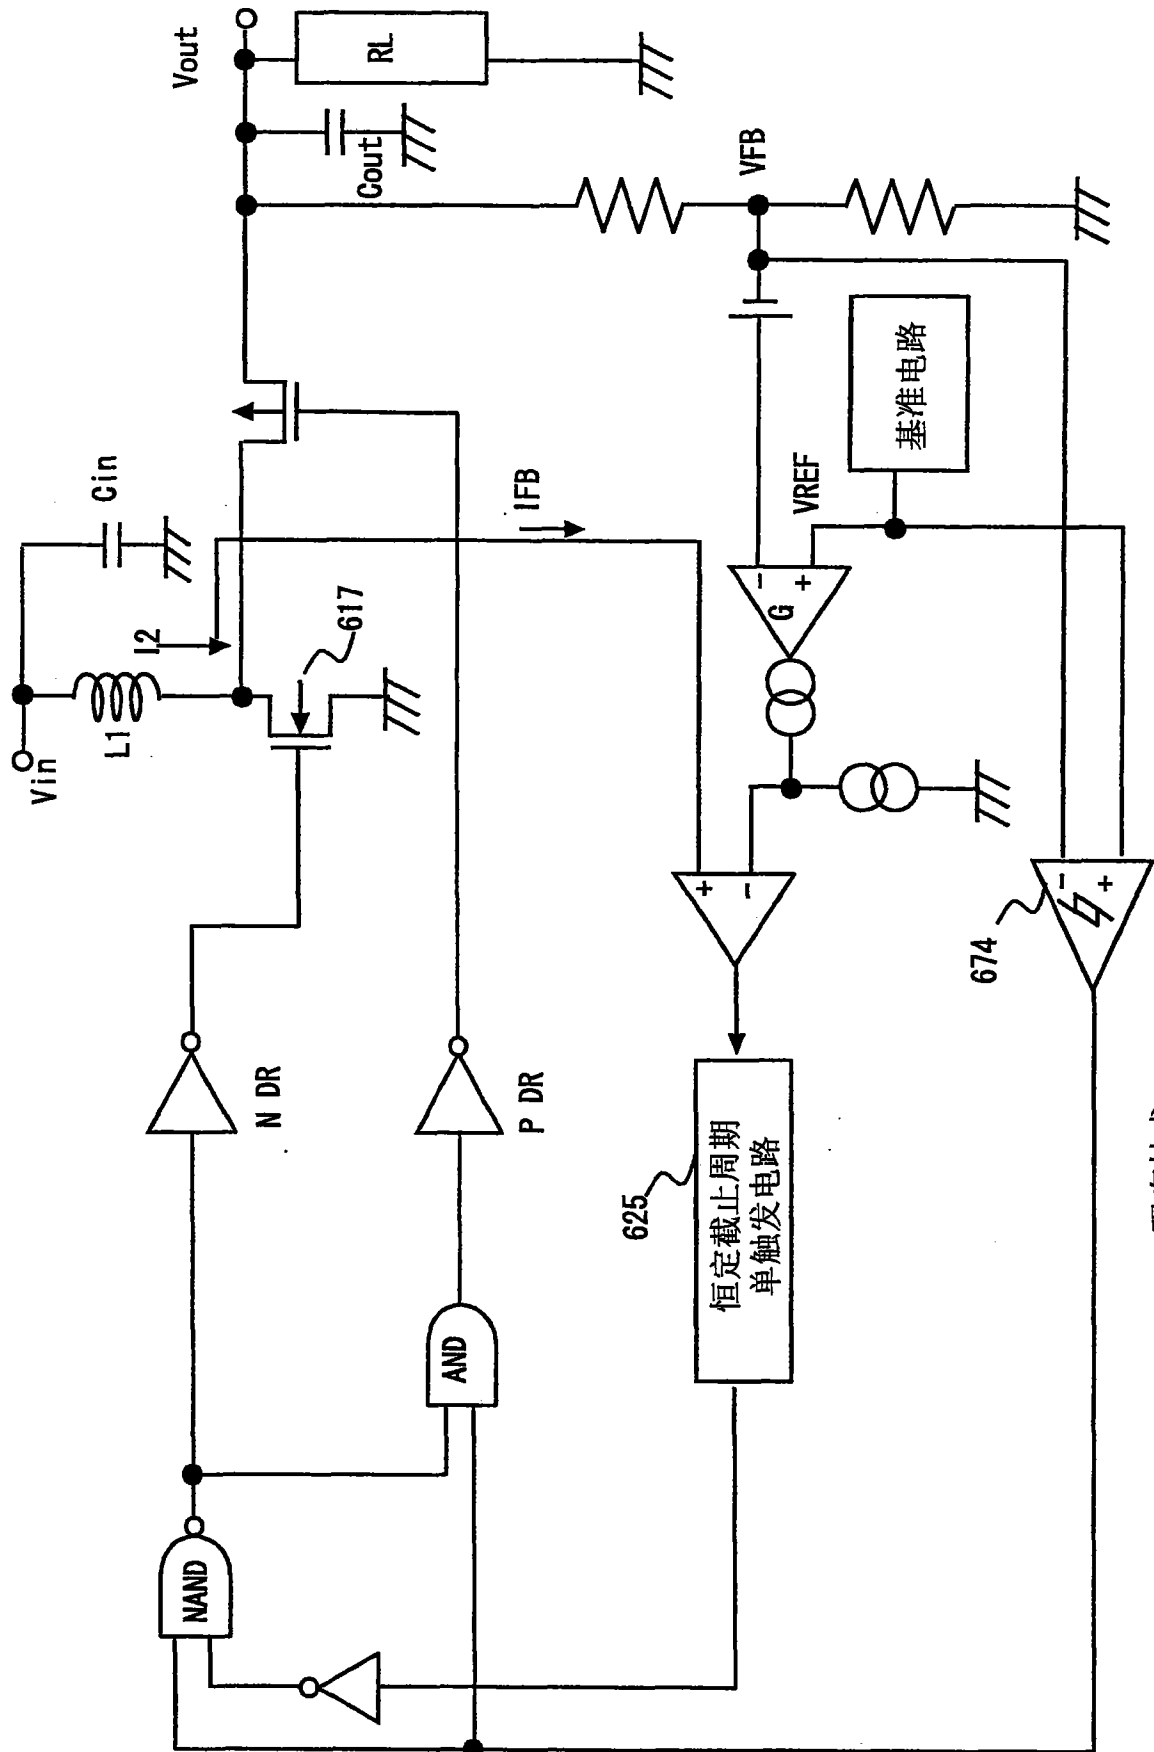 Vin
L1
I2
Cin
617
Vout
RL
Cout
N DR
P DR
IFB
VFB
NAND
AND
VREF
基准电路
G
-
+
+
-
-
+
674
625
恒定截止周期
单触发电路